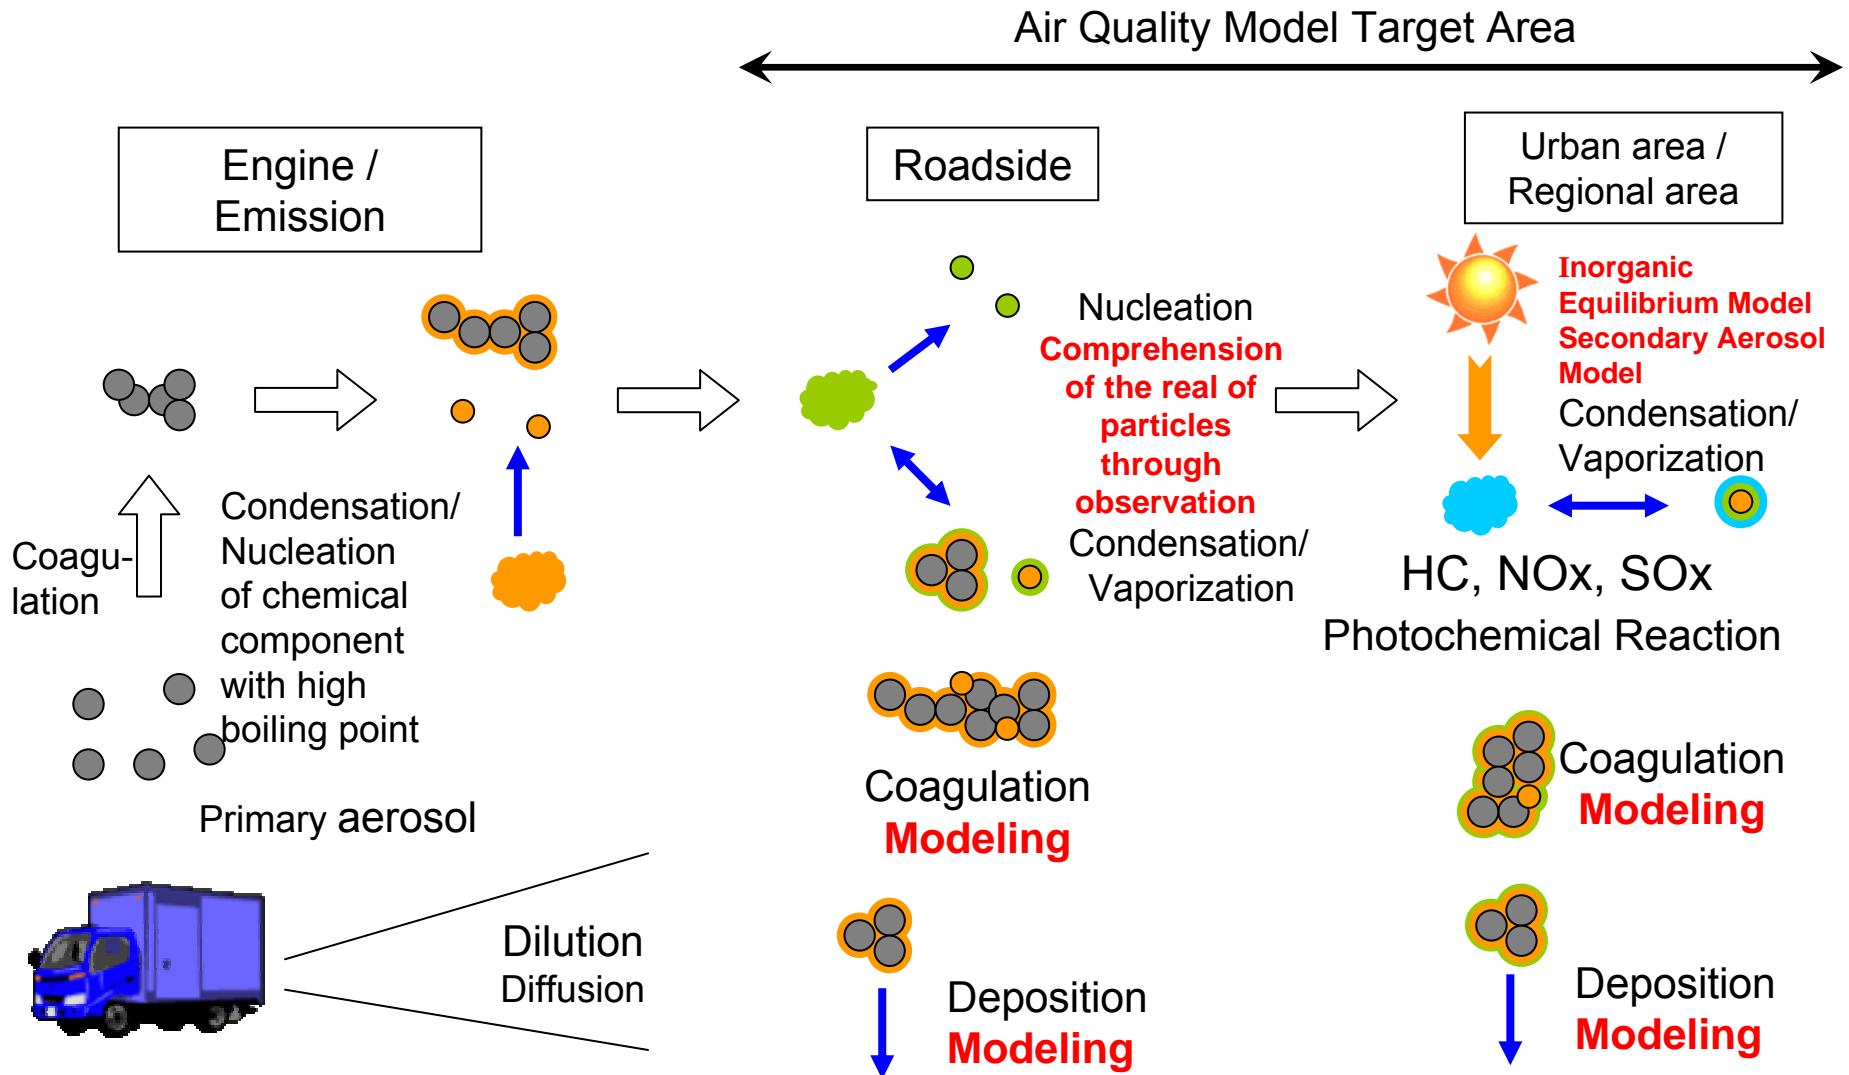 Air Quality Model Target Area
Engine /
Emission
Coagu-
lation
Condensation/
Nucleation
of chemical
component
with high
boiling point
Primary aerosol
Dilution
Diffusion
Roadside
Nucleation
Comprehension
of the real of
particles
through
observation
Condensation/
Vaporization
Coagulation
Modeling
Deposition
Modeling
Urban area /
Regional area
Inorganic
Equilibrium Model
Secondary Aerosol
Model
Condensation/
Vaporization
HC, NOx, SOx
Photochemical Reaction
Coagulation
Modeling
Deposition
Modeling